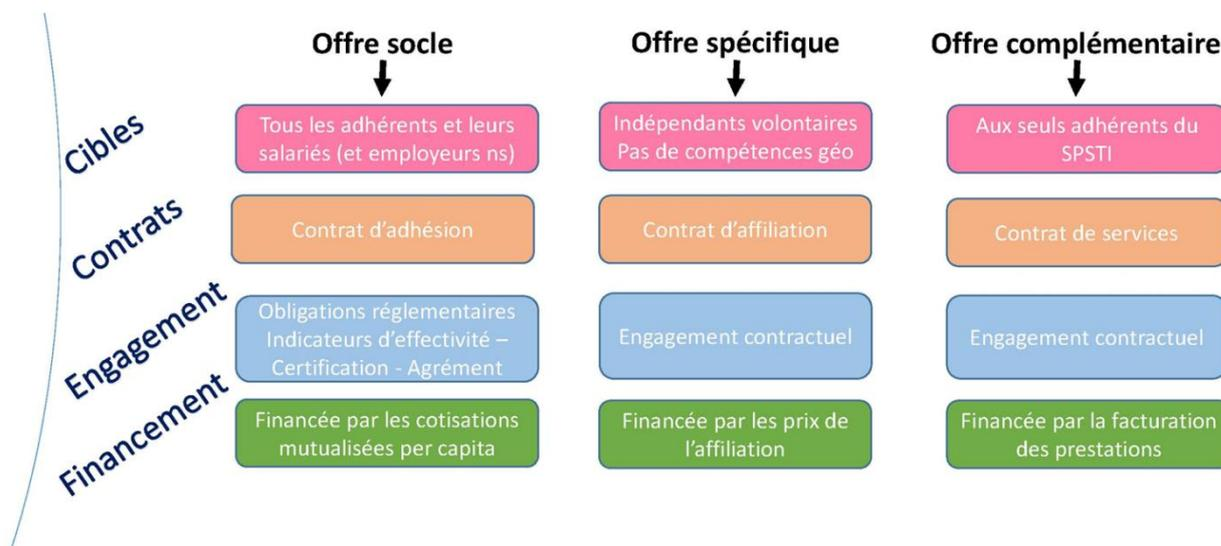 Offre socle
Offre spécifique
Offre complémentaire
Cibles
Tous les adhérents et leurs
salariés (et employeurs ns)
Indépendants volontaires
Pas de compétences géo
Aux seuls adhérents du
SPSTI
Contrats
Contrat d'adhésion
Contrat d'affiliation
Contrat de services
Engagement
Obligations réglementaires
Indicateurs d'effectivité –
Certification - Agrément
Engagement contractuel
Engagement contractuel
Financement
Financée par les cotisations
mutualisées per capita
Financée par les prix de
l'affiliation
Financée par la facturation
des prestations